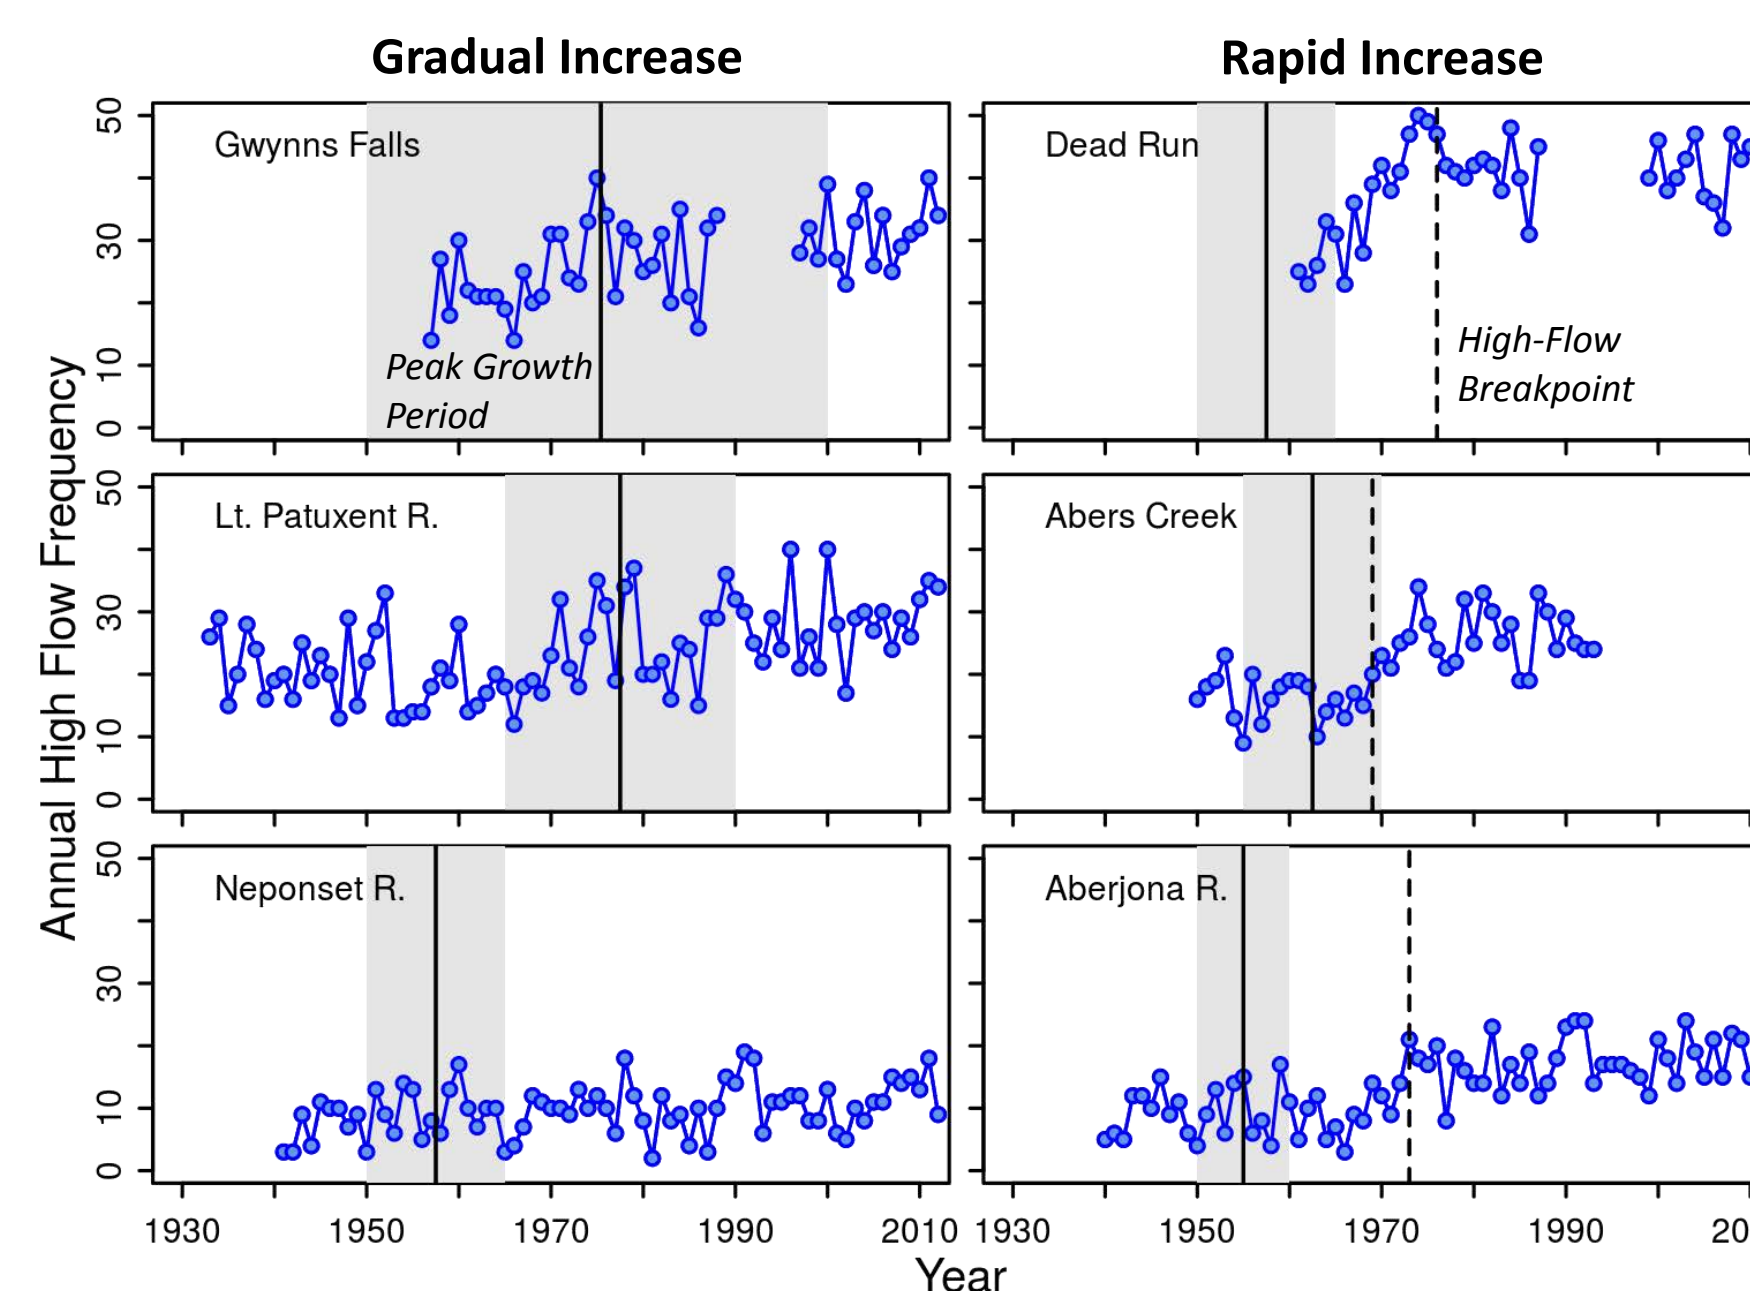 Gradual Increase
Rapid Increase
50
30
10
0
Gwynns Falls
Peak Growth
Period
Dead Run
High-Flow
Breakpoint
50
30
10
0
Lt. Patuxent R.
Abers Creek
50
30
10
0
Neponset R.
Aberjona R.
Annual High Flow Frequency
1930 1950 1970 1990 2010
1930 1950 1970 1990 20
Year